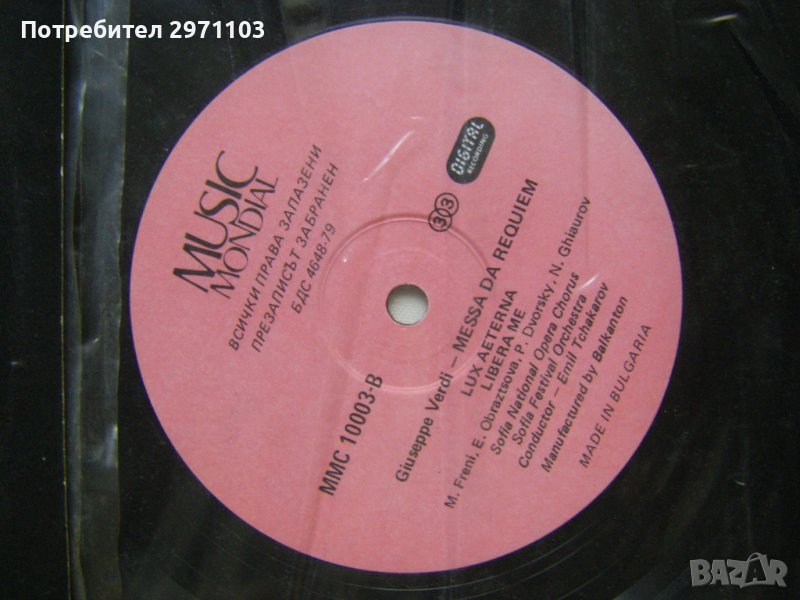 Потребител 2971103
MUSIC
MONDIAL
ВСИЧКИ ПРАВА ЗАПАЗЕНИ
ПРЕЗАПИСЪТ ЗАБРАНЕН
БДС 4648-79
DIGITAL
RECORDING
303
MMC 10003-B
Giuseppe Verdi – MESSA DA REQUIEM
LUX AETERNA
LIBERA ME
M. Freni, E. Obraztsova, P. Dvorsky, N. Ghiaurov
Sofia National Opera Chorus
Sofia Festival Orchestra
Conductor – Emil Tchakarov
Manufactured by Balkanton
MADE IN BULGARIA
BAZAR